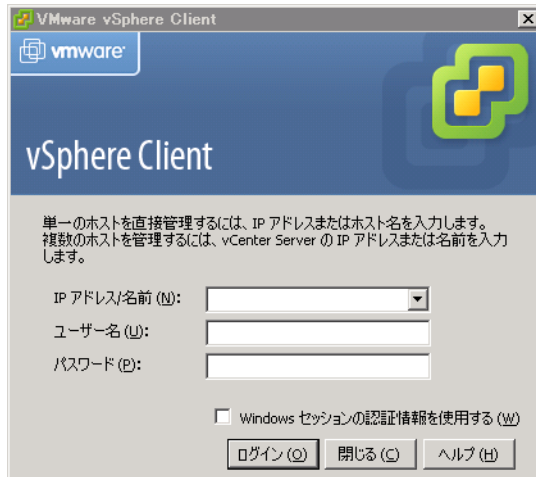 VMware vSphere Client
vmware
vSphere Client
単一のホストを直接管理するには、IP アドレスまたはホスト名を入力します。
複数のホストを管理するには、vCenter Server の IP アドレスまたは名前を入力
します。
IP アドレス/名前 (N):
ユーザー名 (U):
パスワード (P):
Windows セッションの認証情報を使用する (W)
ログイン (O) 閉じる (C) ヘルプ (H)